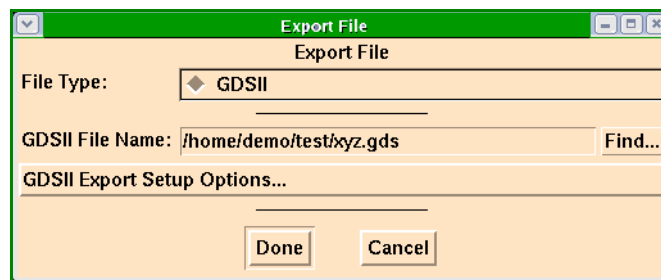 Export File
Export File
File Type: GDSII
GDSII File Name: /home/demo/test/xyz.gds Find...
GDSII Export Setup Options...
Done Cancel